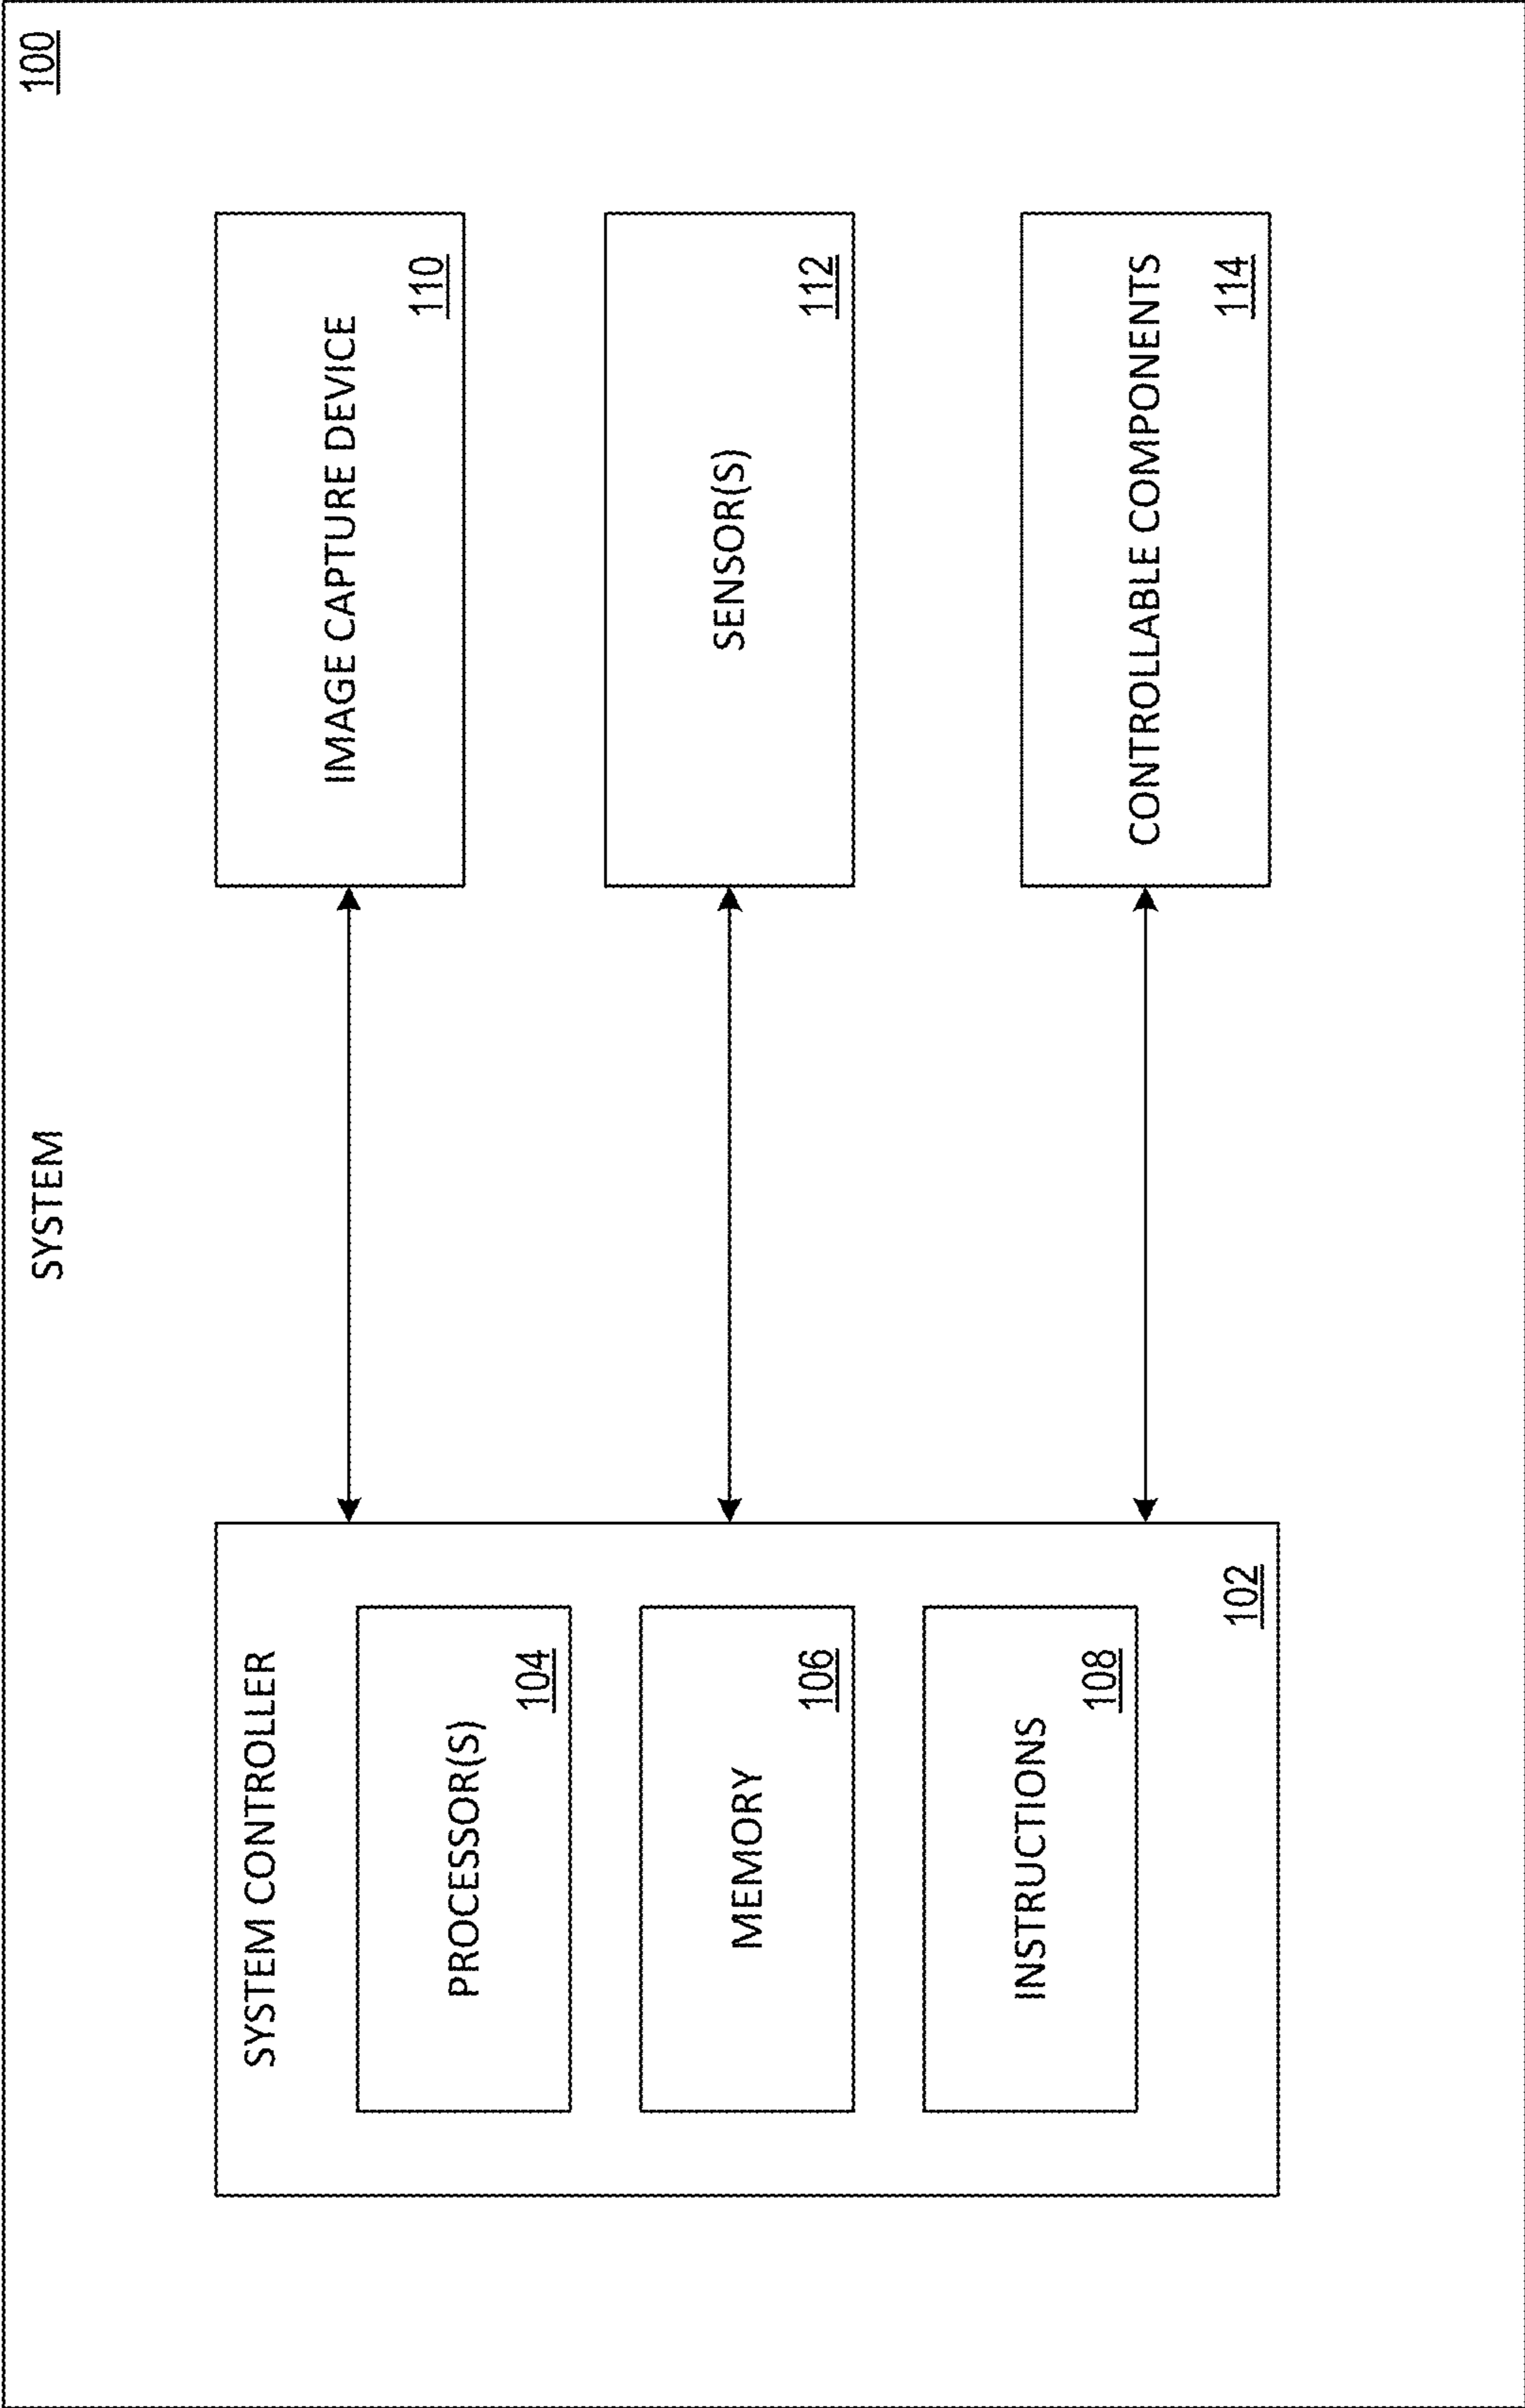 SYSTEM
100
SYSTEM CONTROLLER
PROCESSOR(S)
104
MEMORY
106
INSTRUCTIONS
108
102
IMAGE CAPTURE DEVICE
110
SENSOR(S)
112
CONTROLLABLE COMPONENTS
114